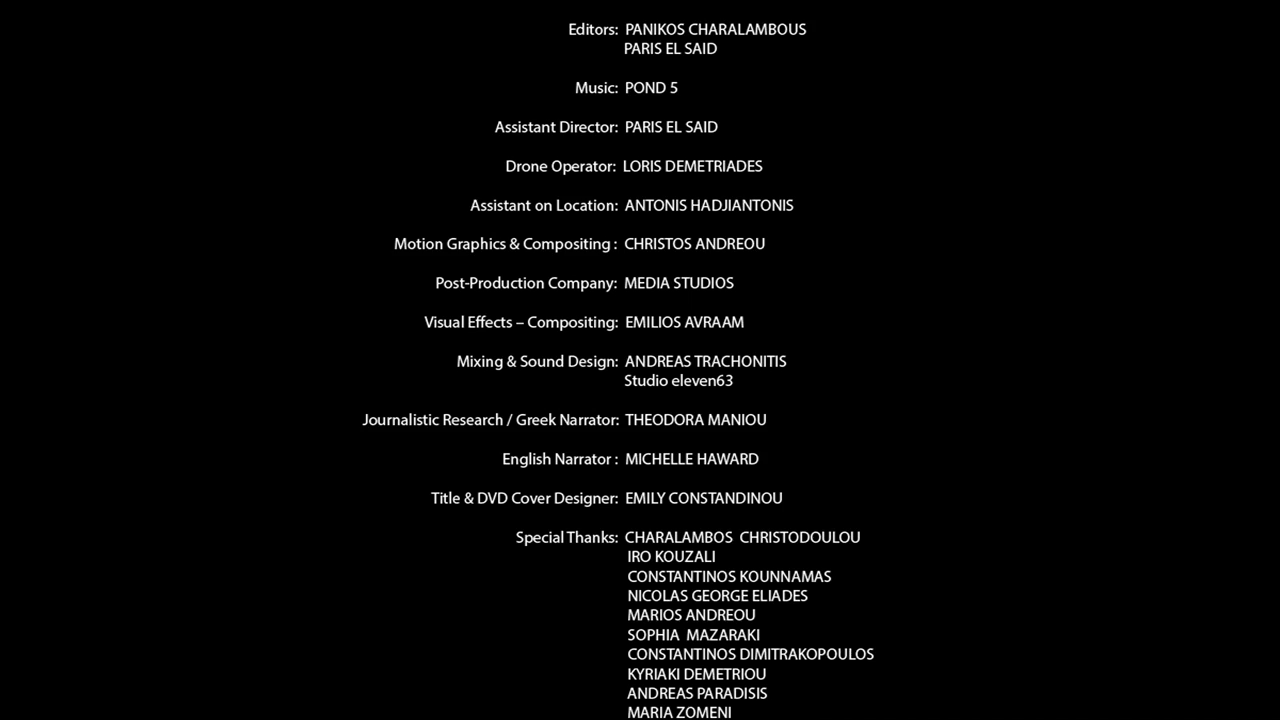 Editors: PANIKOS CHARALAMBOUS
PARIS EL SAID
Music: POND 5
Assistant Director: PARIS EL SAID
Drone Operator: LORIS DEMETRIADES
Assistant on Location: ANTONIS HADJIANTONIS
Motion Graphics & Compositing : CHRISTOS ANDREOU
Post-Production Company: MEDIA STUDIOS
Visual Effects – Compositing: EMILIOS AVRAAM
Mixing & Sound Design: ANDREAS TRACHONITIS
Studio eleven63
Journalistic Research / Greek Narrator: THEODORA MANIOU
English Narrator : MICHELLE HAWARD
Title & DVD Cover Designer: EMILY CONSTANDINOU
Special Thanks: CHARALAMBOS CHRISTODOULOU
IRO KOUZALI
CONSTANTINOS KOUNNAMAS
NICOLAS GEORGE ELIADES
MARIOS ANDREOU
SOPHIA MAZARAKI
CONSTANTINOS DIMITRAKOPOULOS
KYRIAKI DEMETRIOU
ANDREAS PARADISIS
MARIA ZOMENI